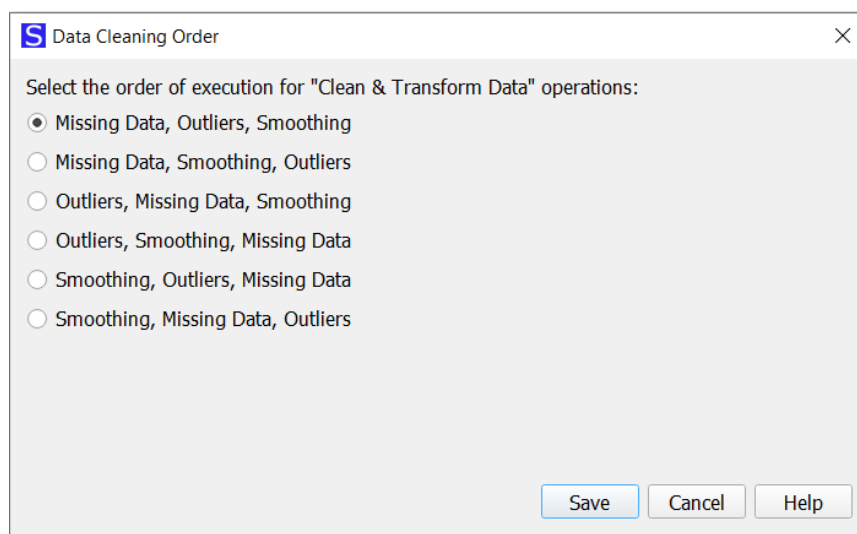 S Data Cleaning Order
Select the order of execution for "Clean & Transform Data" operations:
Missing Data, Outliers, Smoothing
Missing Data, Smoothing, Outliers
Outliers, Missing Data, Smoothing
Outliers, Smoothing, Missing Data
Smoothing, Outliers, Missing Data
Smoothing, Missing Data, Outliers
Save Cancel Help